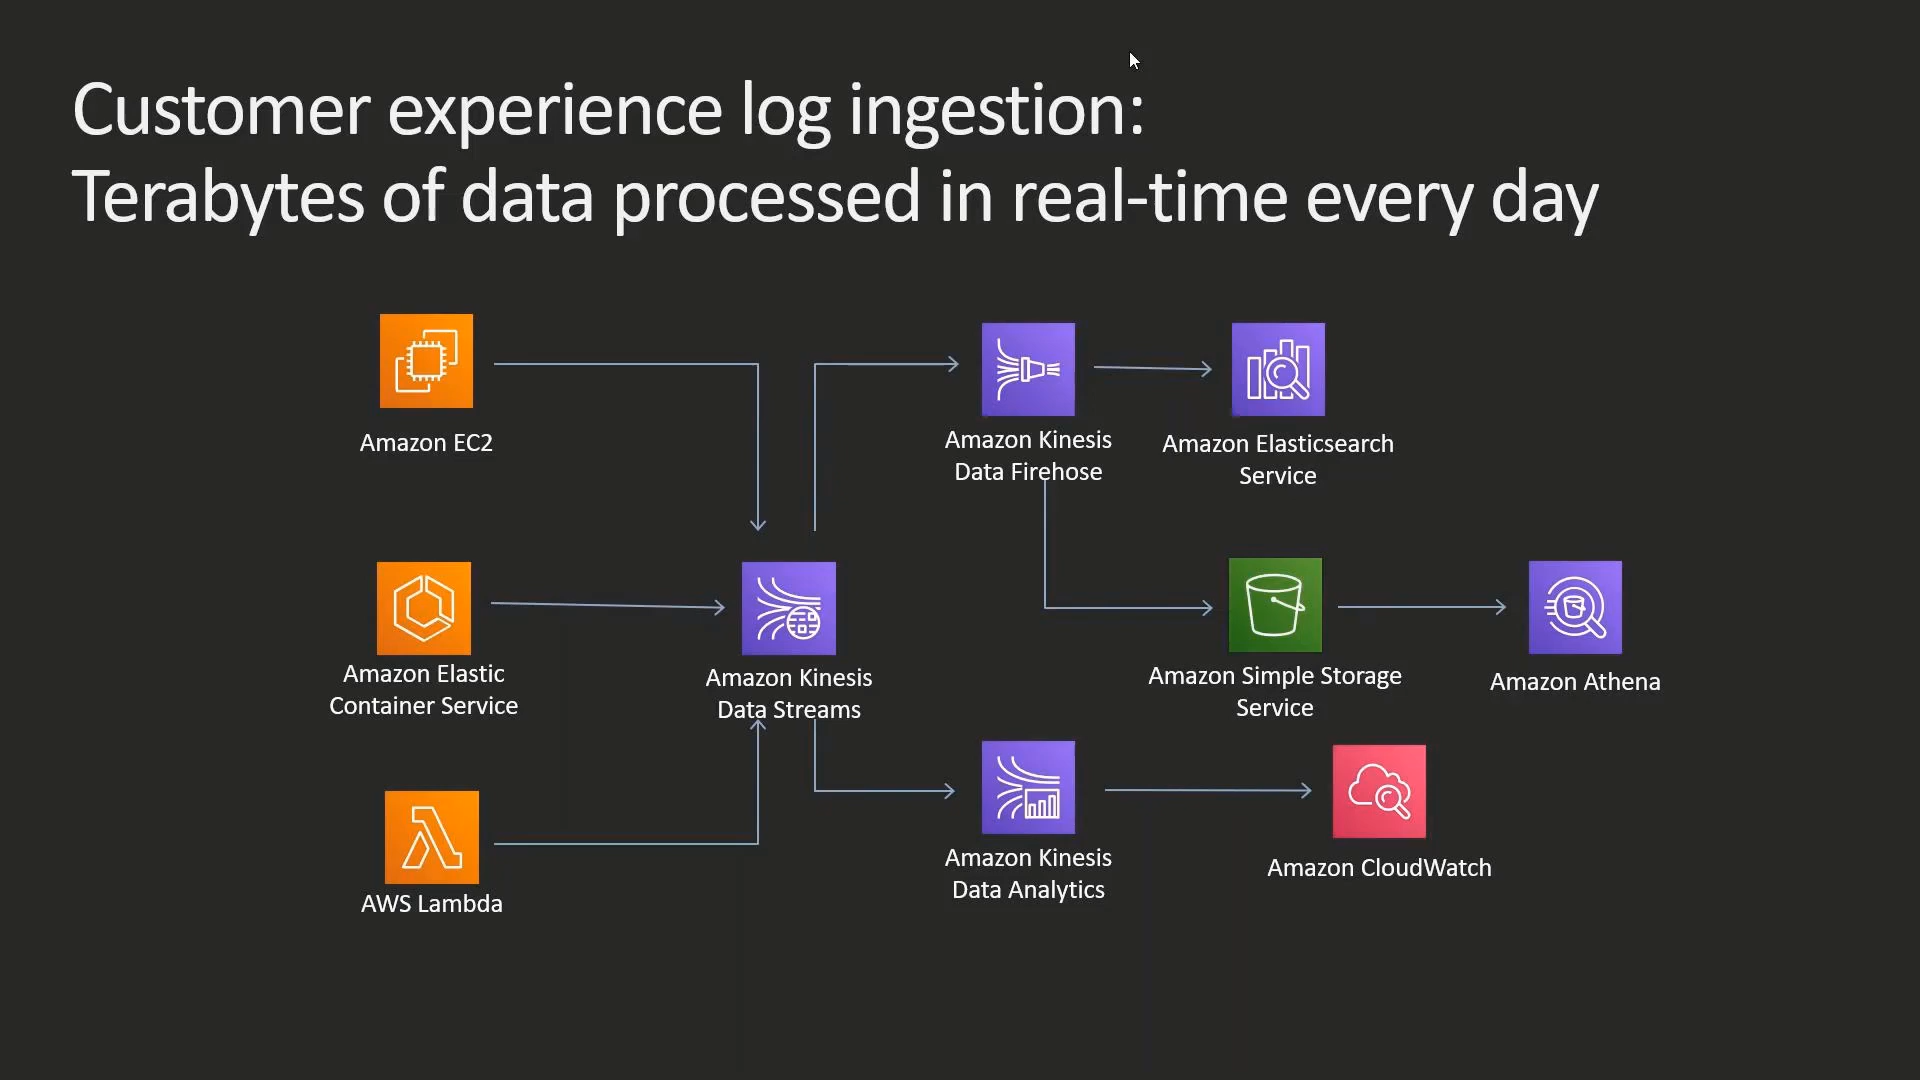 Customer experience log ingestion:
Terabytes of data processed in real-time every day
Amazon EC2
Amazon Kinesis
Data Firehose
Amazon Elasticsearch
Service
Amazon Elastic
Container Service
Amazon Kinesis
Data Streams
Amazon Simple Storage
Service
Amazon Athena
AWS Lambda
Amazon Kinesis
Data Analytics
Amazon CloudWatch